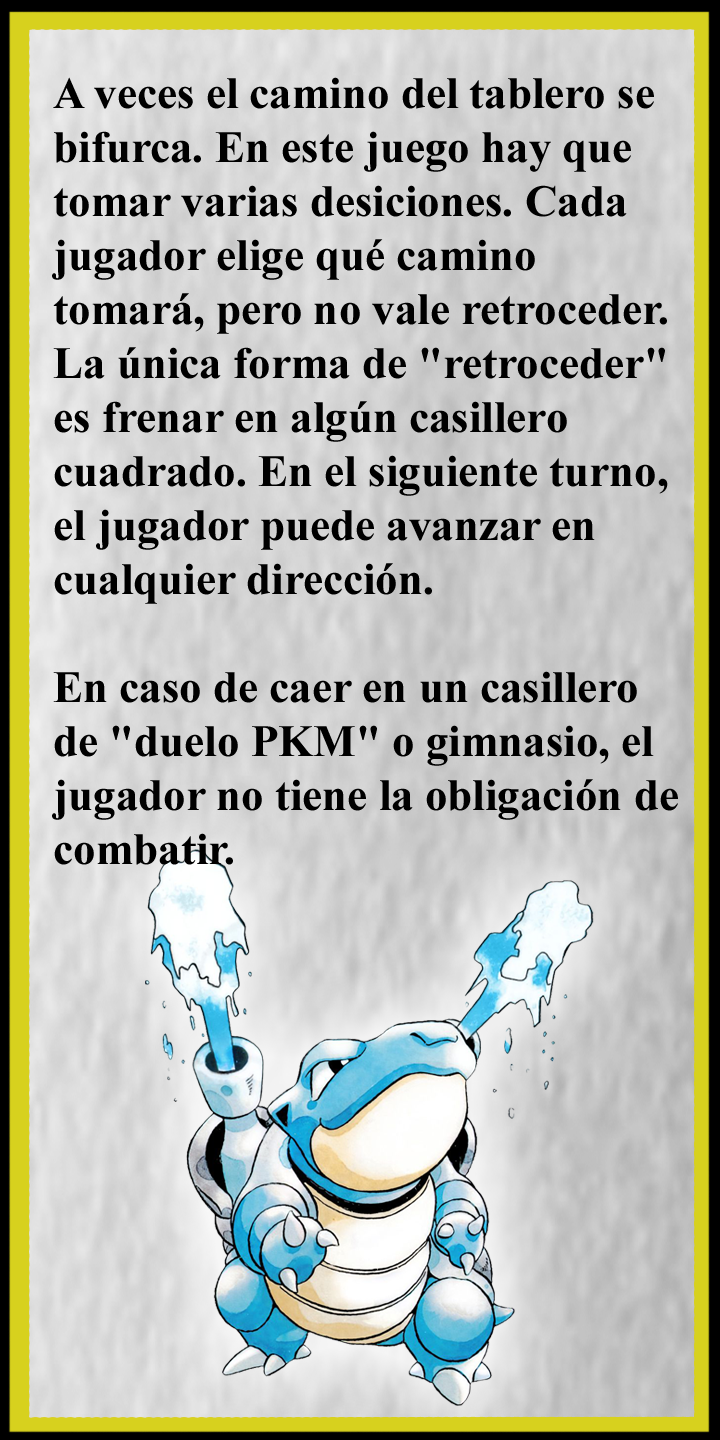 A veces el camino del tablero se
bifurca. En este juego hay que
tomar varias desiciones. Cada
jugador elige qué camino
tomará, pero no vale retroceder.
La única forma de "retroceder"
es frenar en algún casillero
cuadrado. En el siguiente turno,
el jugador puede avanzar en
cualquier dirección.
En caso de caer en un casillero
de "duelo PKM" o gimnasio, el
jugador no tiene la obligación de
combatir.